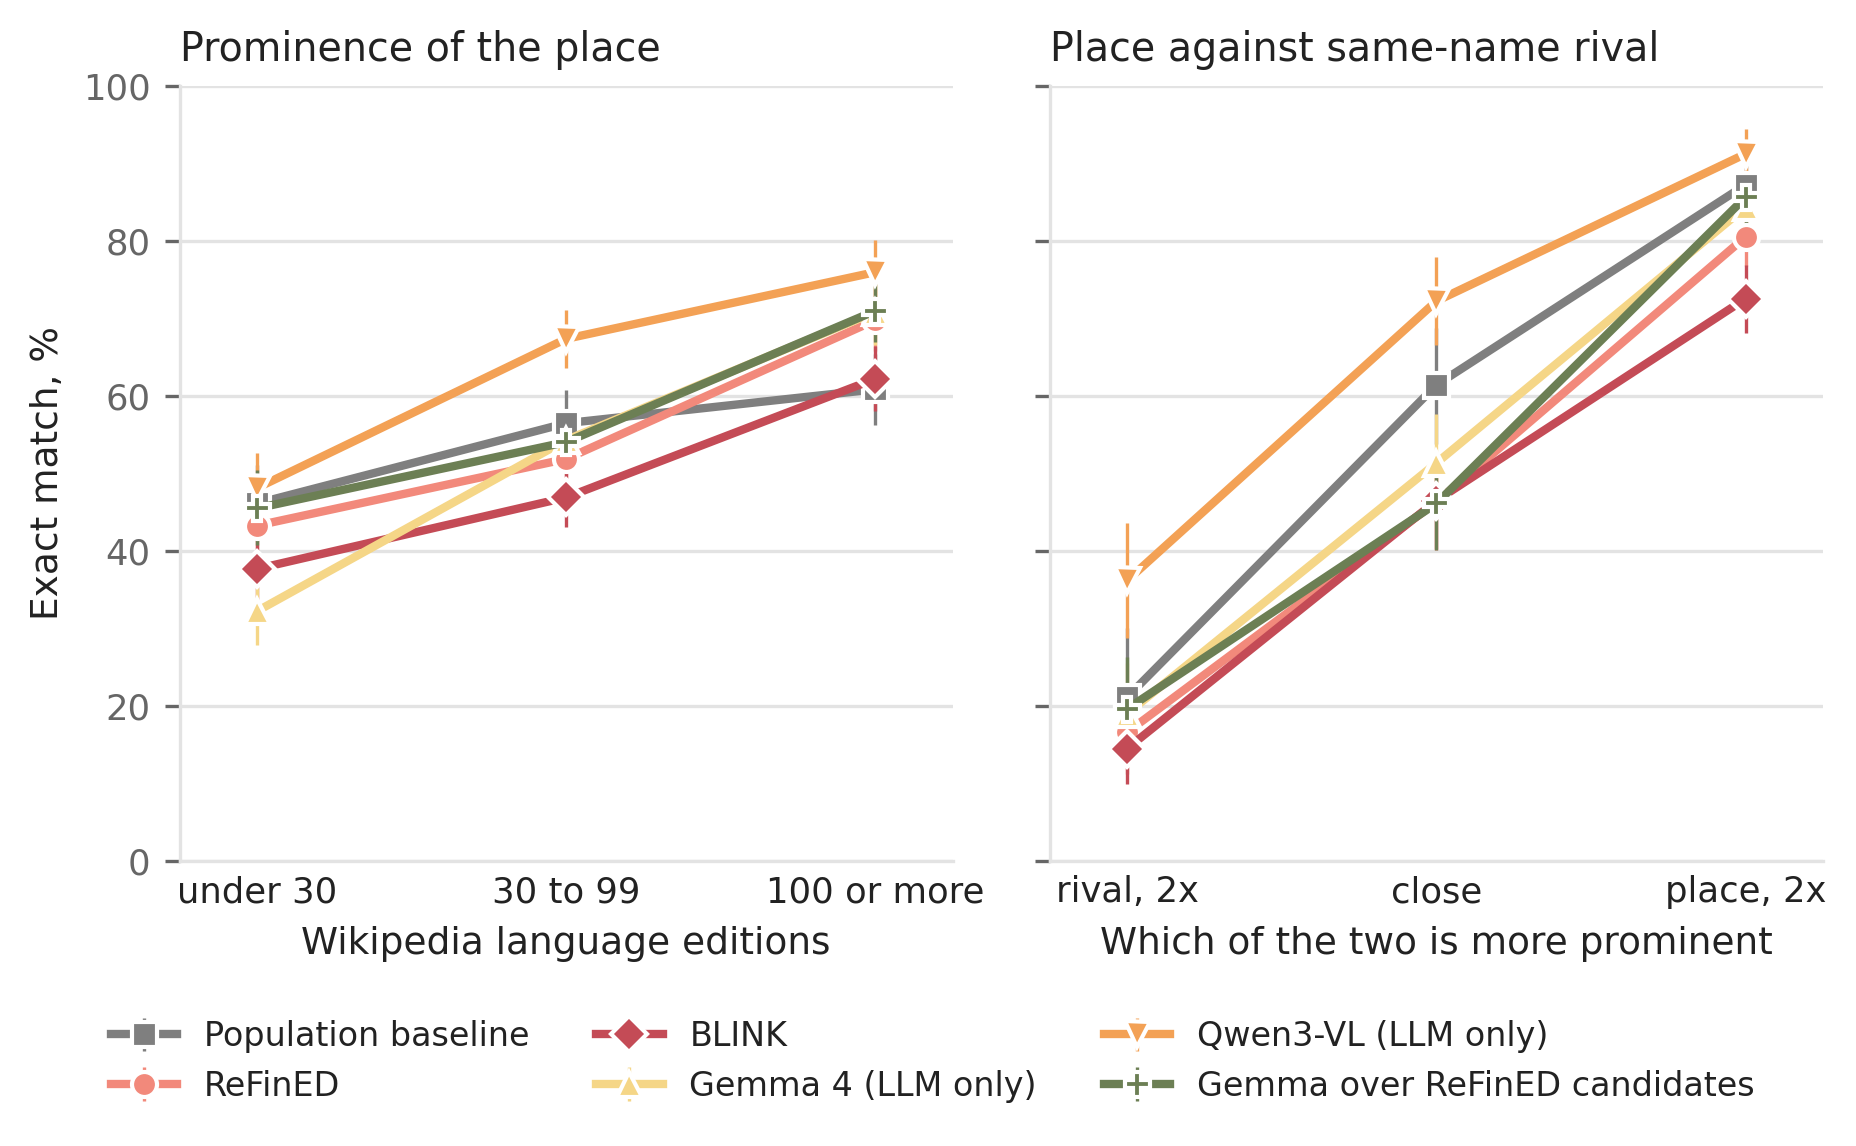 Prominence of the place
Place against same-name rival
Exact match, %
100
80
60
40
20
0
under 30
30 to 99
100 or more
rival, 2x
close
place, 2x
Wikipedia language editions
Which of the two is more prominent
Population baseline
BLINK
Qwen3-VL (LLM only)
ReFinED
Gemma 4 (LLM only)
Gemma over ReFinED candidates